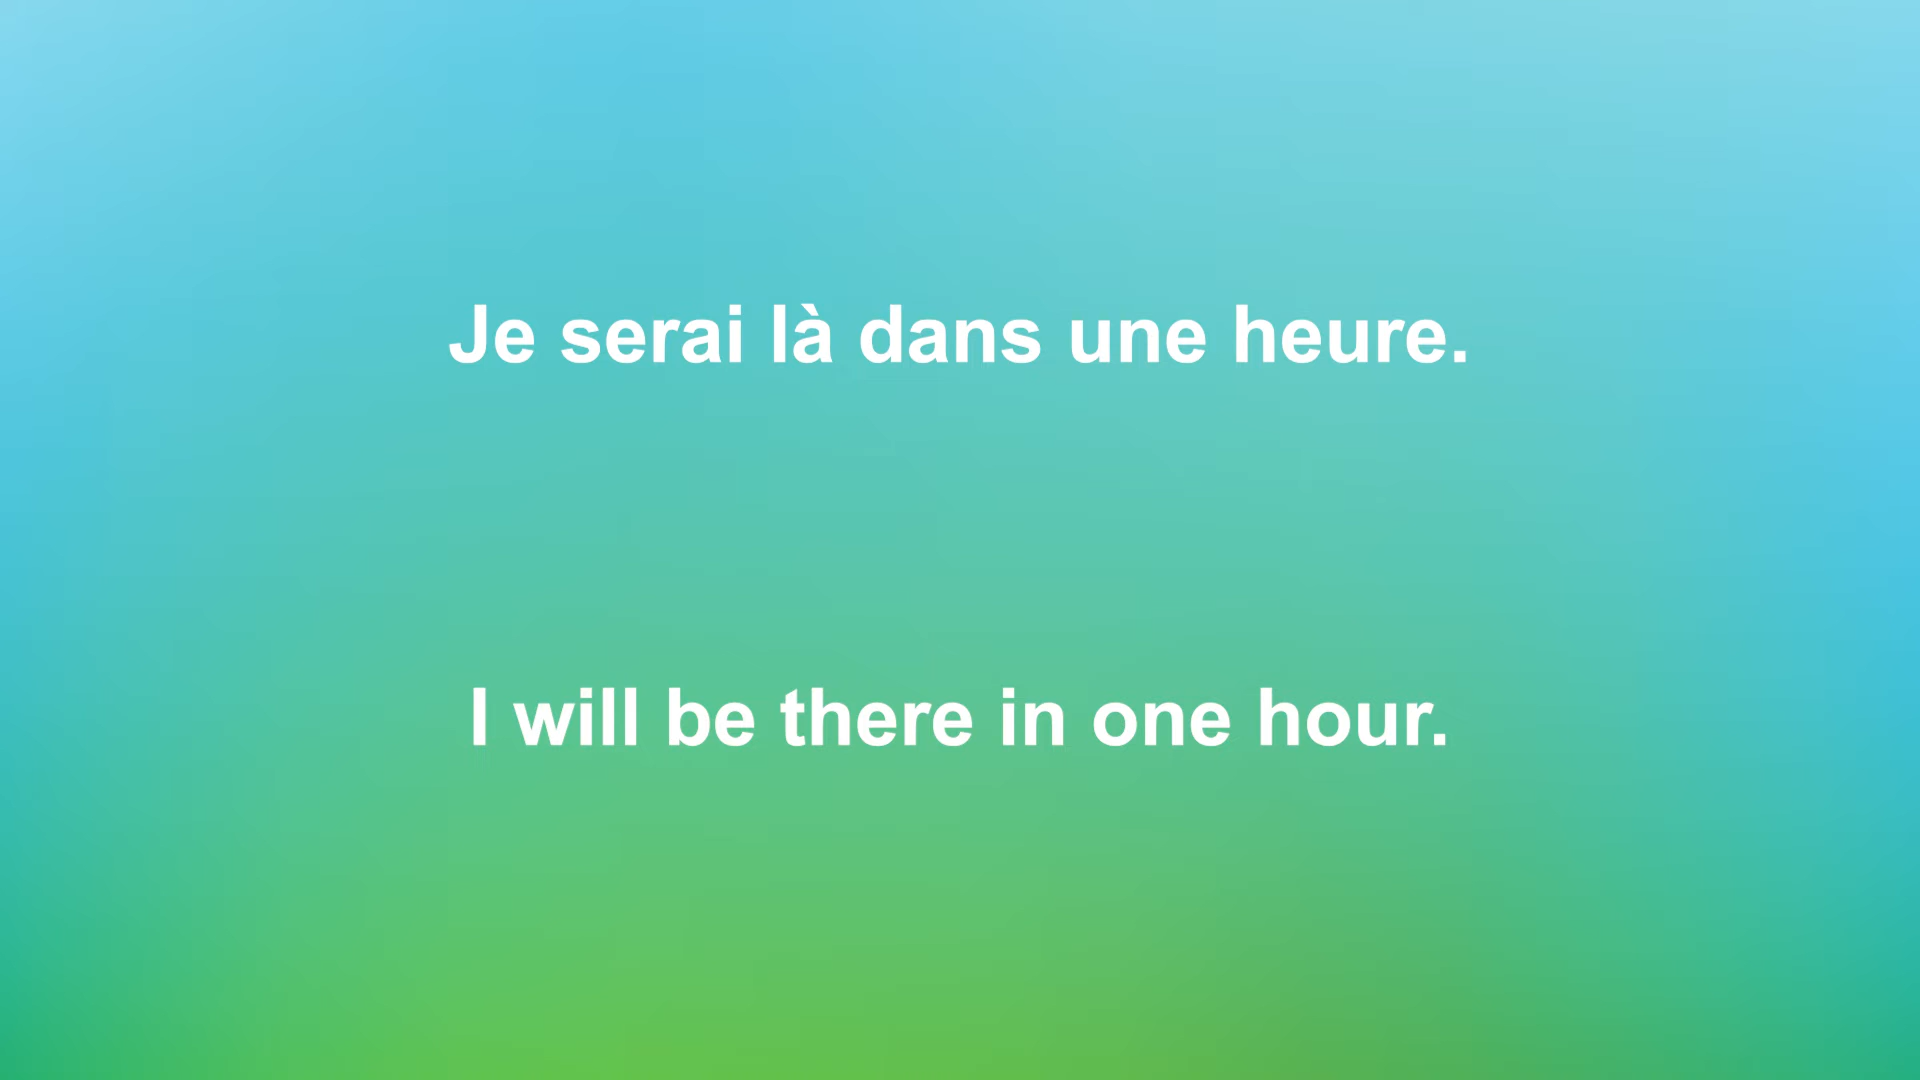 Je serai là dans une heure.
I will be there in one hour.